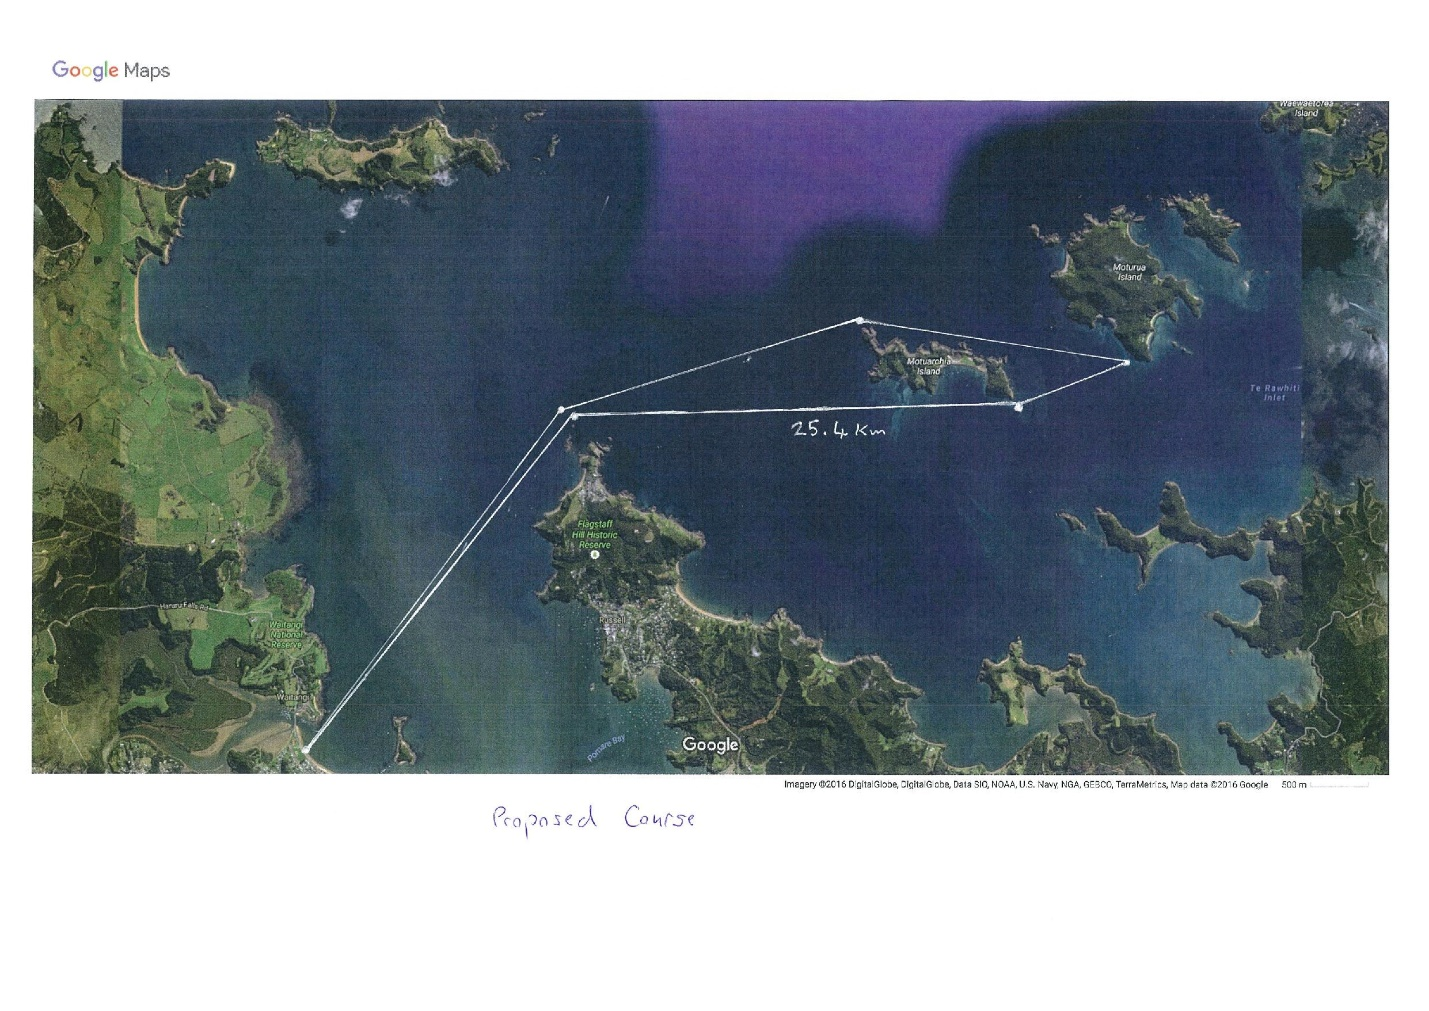 Google Maps
Waewaetorea
Island
Moturua
Island
Motuarohia
Island
Te Rawhiti
Inlet
25.4 km
Flagstaff
Hill Historic
Reserve
Haruru Falls Rd
Russell
Waitangi
National
Reserve
Waitangi
Pomare Bay
Google
Imagery ©2016 DigitalGlobe, DigitalGlobe, Data SIO, NOAA, U.S. Navy, NGA, GEBCO, TerraMetrics, Map data ©2016 Google 500 m
Proposed Course